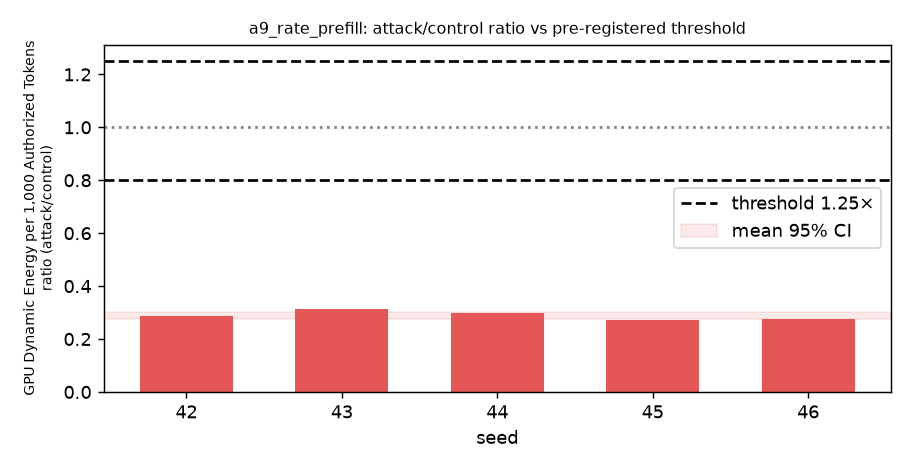 a9_rate_prefill: attack/control ratio vs pre-registered threshold
GPU Dynamic Energy per 1,000 Authorized Tokens
ratio (attack/control)
1.2
1.0
0.8
0.6
0.4
0.2
0.0
threshold 1.25×
mean 95% CI
42
43
44
45
46
seed